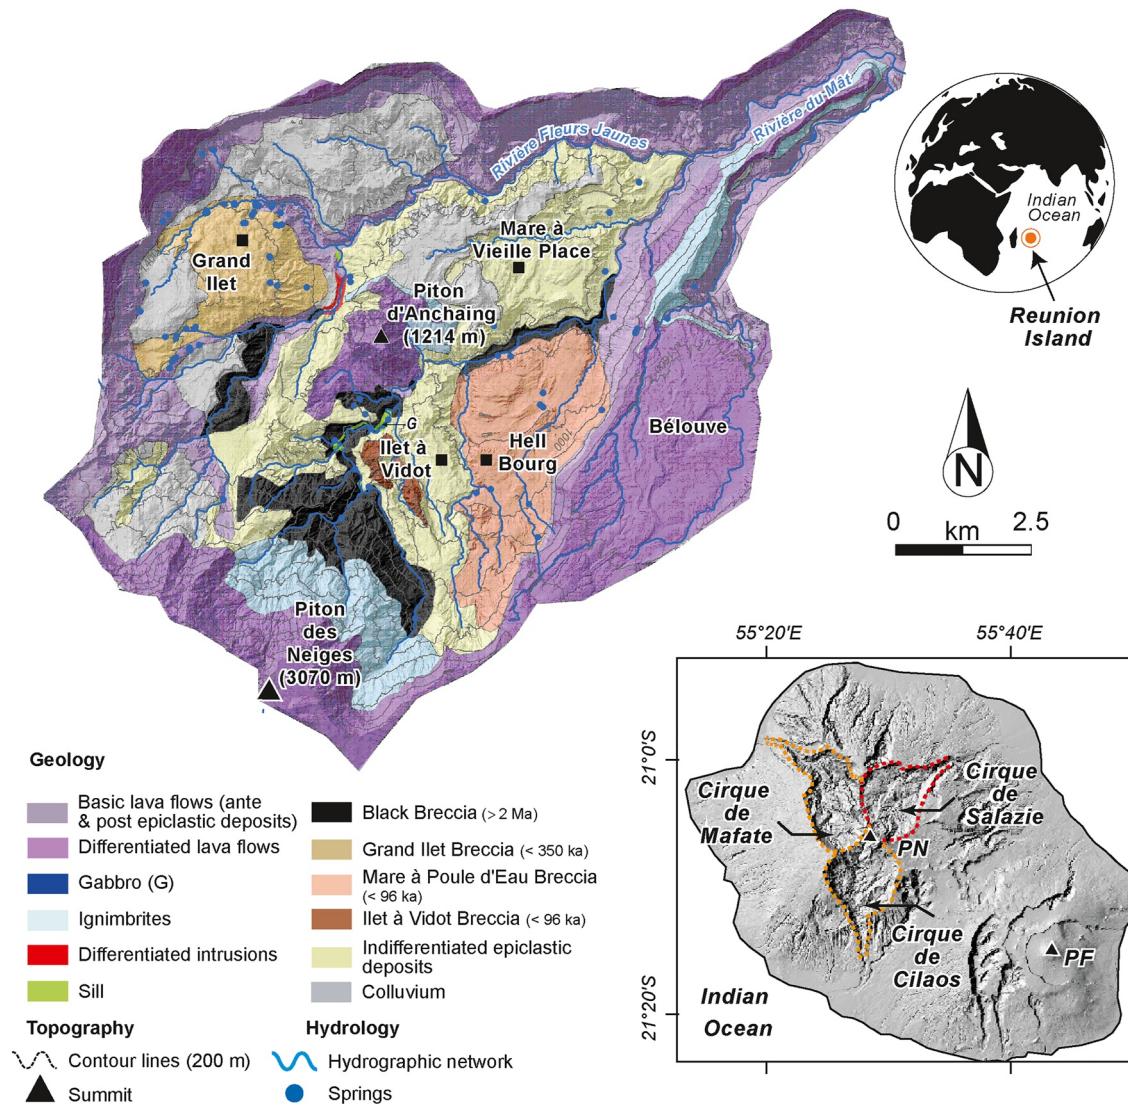 Rivière du Mât
Rivière Fleurs Jaunes
Indian
Ocean
Reunion
Island
Mare à
Vieille Place
Grand
Ilet
Piton
d'Anchaing
(1214 m)
1000
G
Bélouve
Hell
Bourg
1000
Ilet à
Vidot
N
0 km 2.5
Piton
des
Neiges
(3070 m)
55°20'E 55°40'E
21°0'S
21°20'S
Cirque
de
Mafate
Cirque
de
Salazie
PN
Cirque
de
Cilaos
PF
Indian
Ocean
Geology
Basic lava flows (ante
& post epiclastic deposits)
Differentiated lava flows
Gabbro (G)
Ignimbrites
Differentiated intrusions
Sill
Black Breccia (> 2 Ma)
Grand Ilet Breccia (< 350 ka)
Mare à Poule d'Eau Breccia
(< 96 ka)
Ilet à Vidot Breccia (< 96 ka)
Indifferentiated epiclastic
deposits
Colluvium
Topography
Contour lines (200 m)
Summit
Hydrology
Hydrographic network
Springs